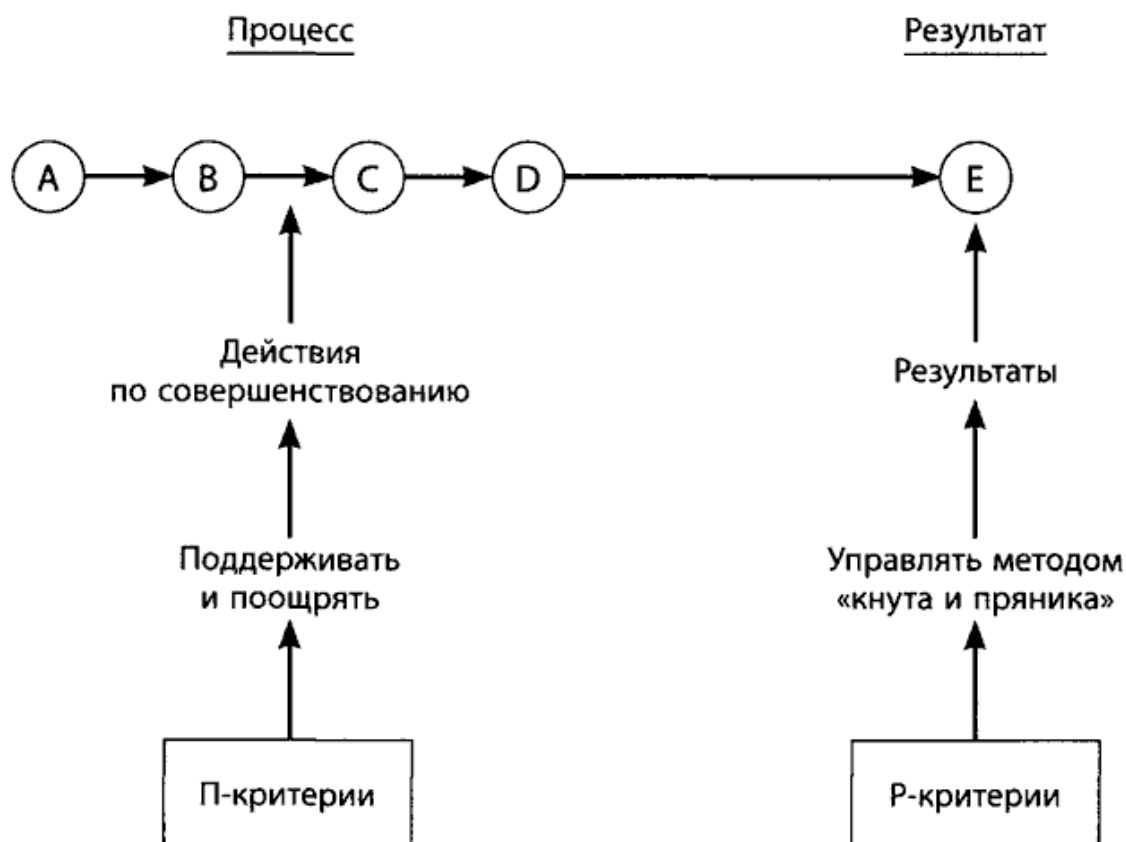 Процесс
Результат
A
B
C
D
E
Действия
по совершенствованию
Результаты
Поддерживать
и поощрять
Управлять методом
«кнута и пряника»
П-критерии
Р-критерии